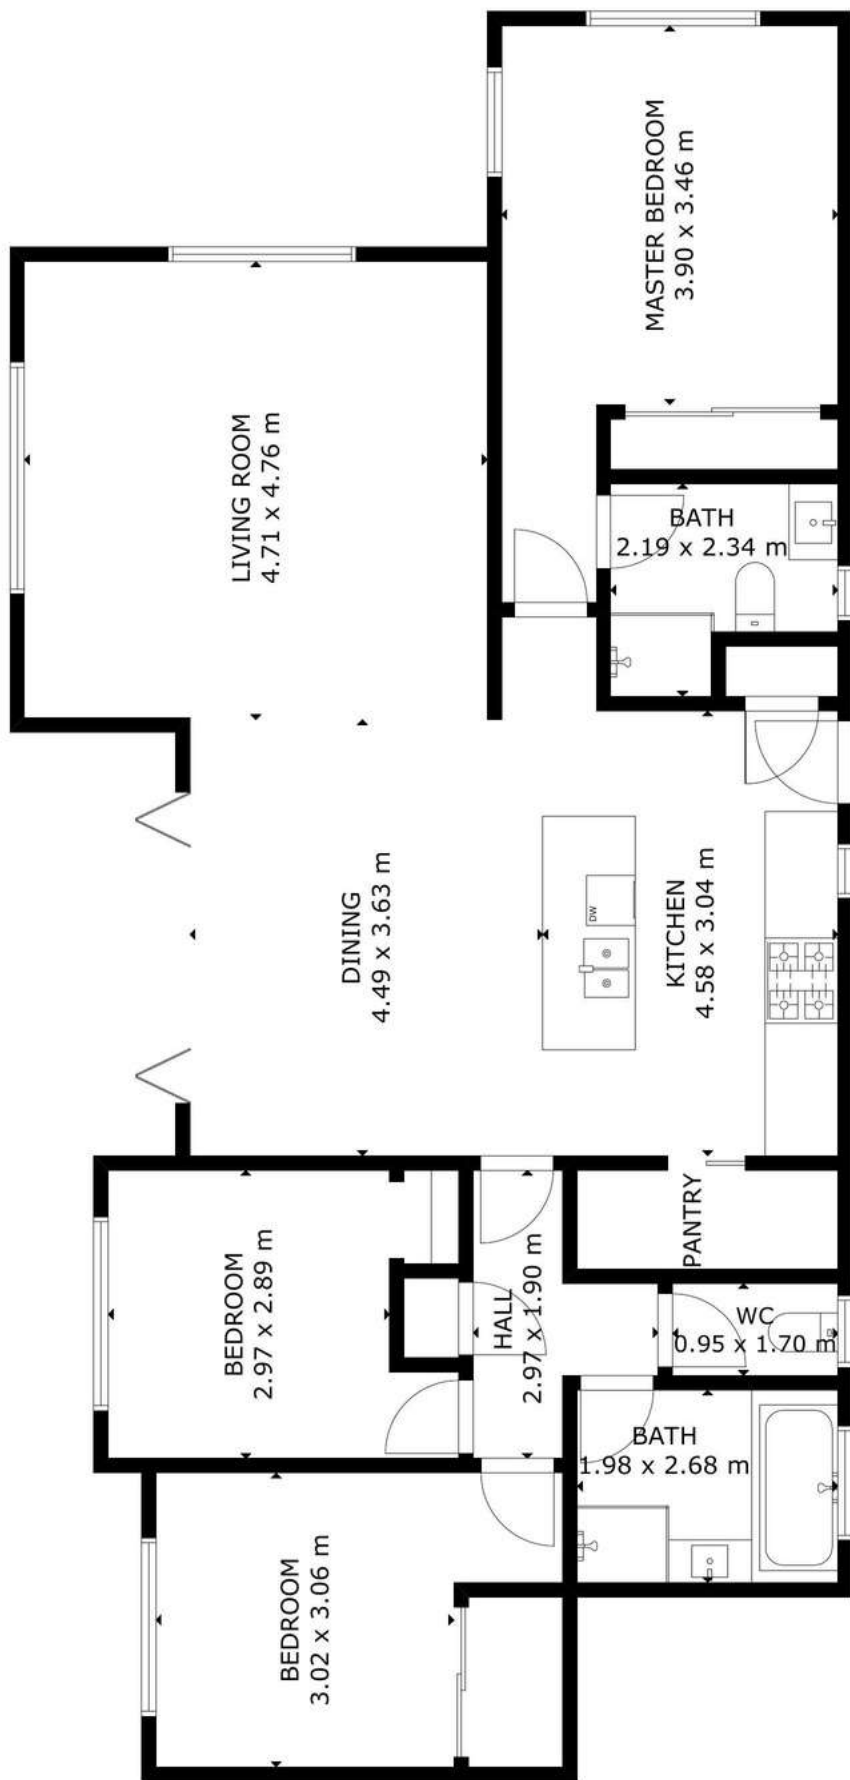 MASTER BEDROOM
3.90 x 3.46 m
LIVING ROOM
4.71 x 4.76 m
BATH
2.19 x 2.34 m
DINING
4.49 x 3.63 m
DW
KITCHEN
4.58 x 3.04 m
PANTRY
BEDROOM
2.97 x 2.89 m
HALL
2.97 x 1.90 m
WC
0.95 x 1.70 m
BATH
1.98 x 2.68 m
BEDROOM
3.02 x 3.06 m